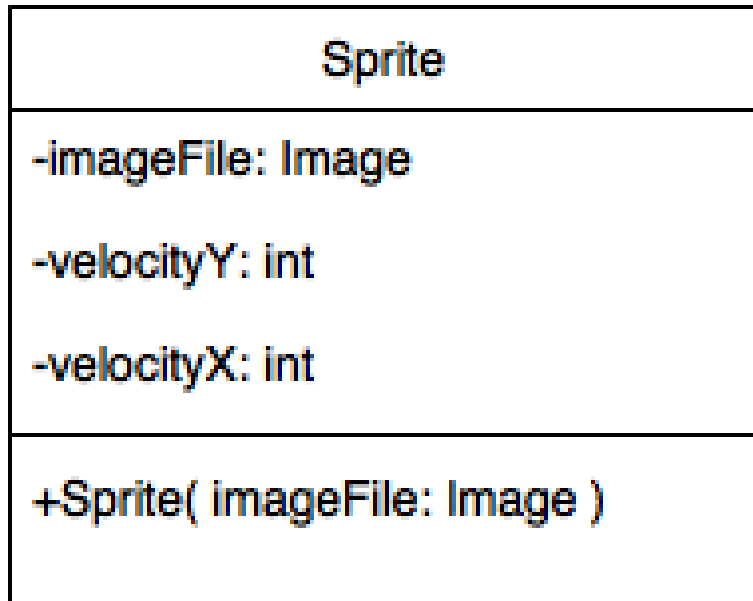 Sprite
-imageFile: Image
-velocityY: int
-velocityX: int
+Sprite( imageFile: Image )